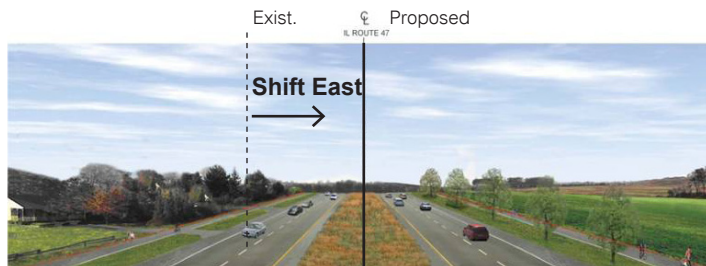 Exist.
℄ Proposed
IL ROUTE 47
Shift East